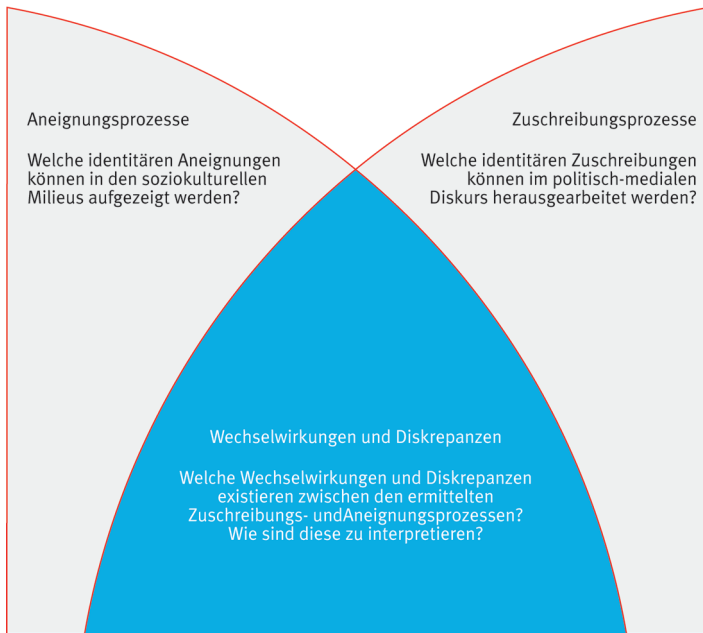 Aneignungsprozesse
Welche identitären Aneignungen
können in den soziokulturellen
Milieus aufgezeigt werden?
Zuschreibungsprozesse
Welche identitären Zuschreibungen
können im politisch-medialen
Diskurs herausgearbeitet werden?
Wechselwirkungen und Diskrepanzen
Welche Wechselwirkungen und Diskrepanzen
existieren zwischen den ermittelten
Zuschreibungs- undAneignungsprozessen?
Wie sind diese zu interpretieren?